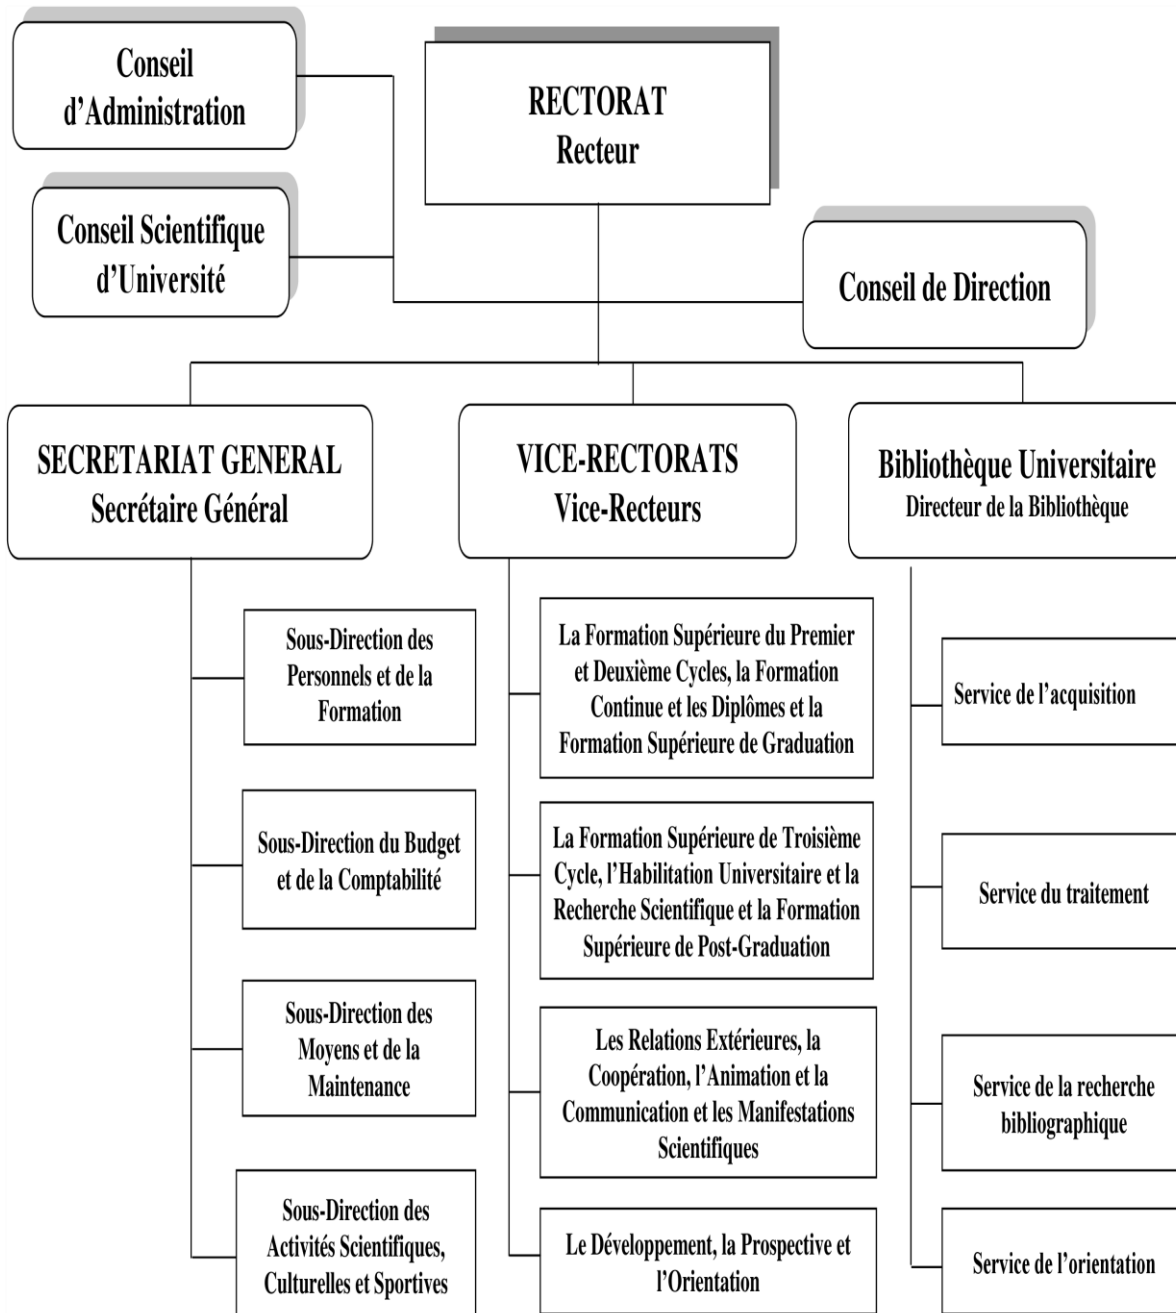 Conseil
d'Administration
RECTORAT
Recteur
Conseil Scientifique
d'Université
Conseil de Direction
SECRETARIAT GENERAL
Secrétaire Général
VICE-RECTORATS
Vice-Recteurs
Bibliothèque Universitaire
Directeur de la Bibliothèque
Sous-Direction des
Personnels et de la
Formation
Sous-Direction du Budget
et de la Comptabilité
Sous-Direction des
Moyens et de la
Maintenance
Sous-Direction des
Activités Scientifiques,
Culturelles et Sportives
La Formation Supérieure du Premier
et Deuxième Cycles, la Formation
Continue et les Diplômes et la
Formation Supérieure de Graduation
La Formation Supérieure de Troisième
Cycle, l'Habilitation Universitaire et la
Recherche Scientifique et la Formation
Supérieure de Post-Graduation
Les Relations Extérieures, la
Coopération, l'Animation et la
Communication et les Manifestations
Scientifiques
Le Développement, la Prospective et
l'Orientation
Service de l'acquisition
Service du traitement
Service de la recherche
bibliographique
Service de l'orientation